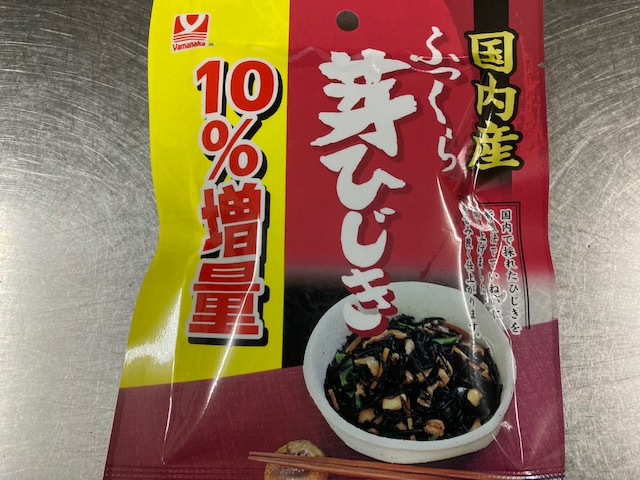 Yamanaka
10%増量
国内産
ふっくら
芽ひじき
国内で採れたひじきを